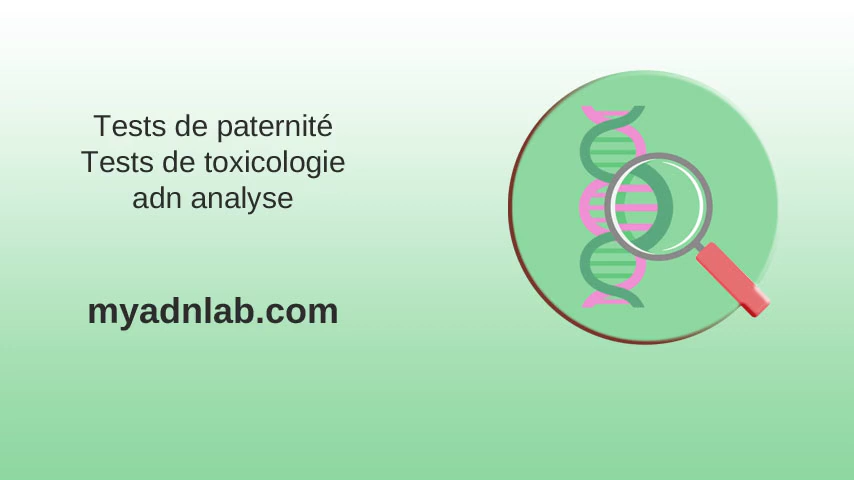 Tests de paternité
Tests de toxicologie
adn analyse
myadnlab.com